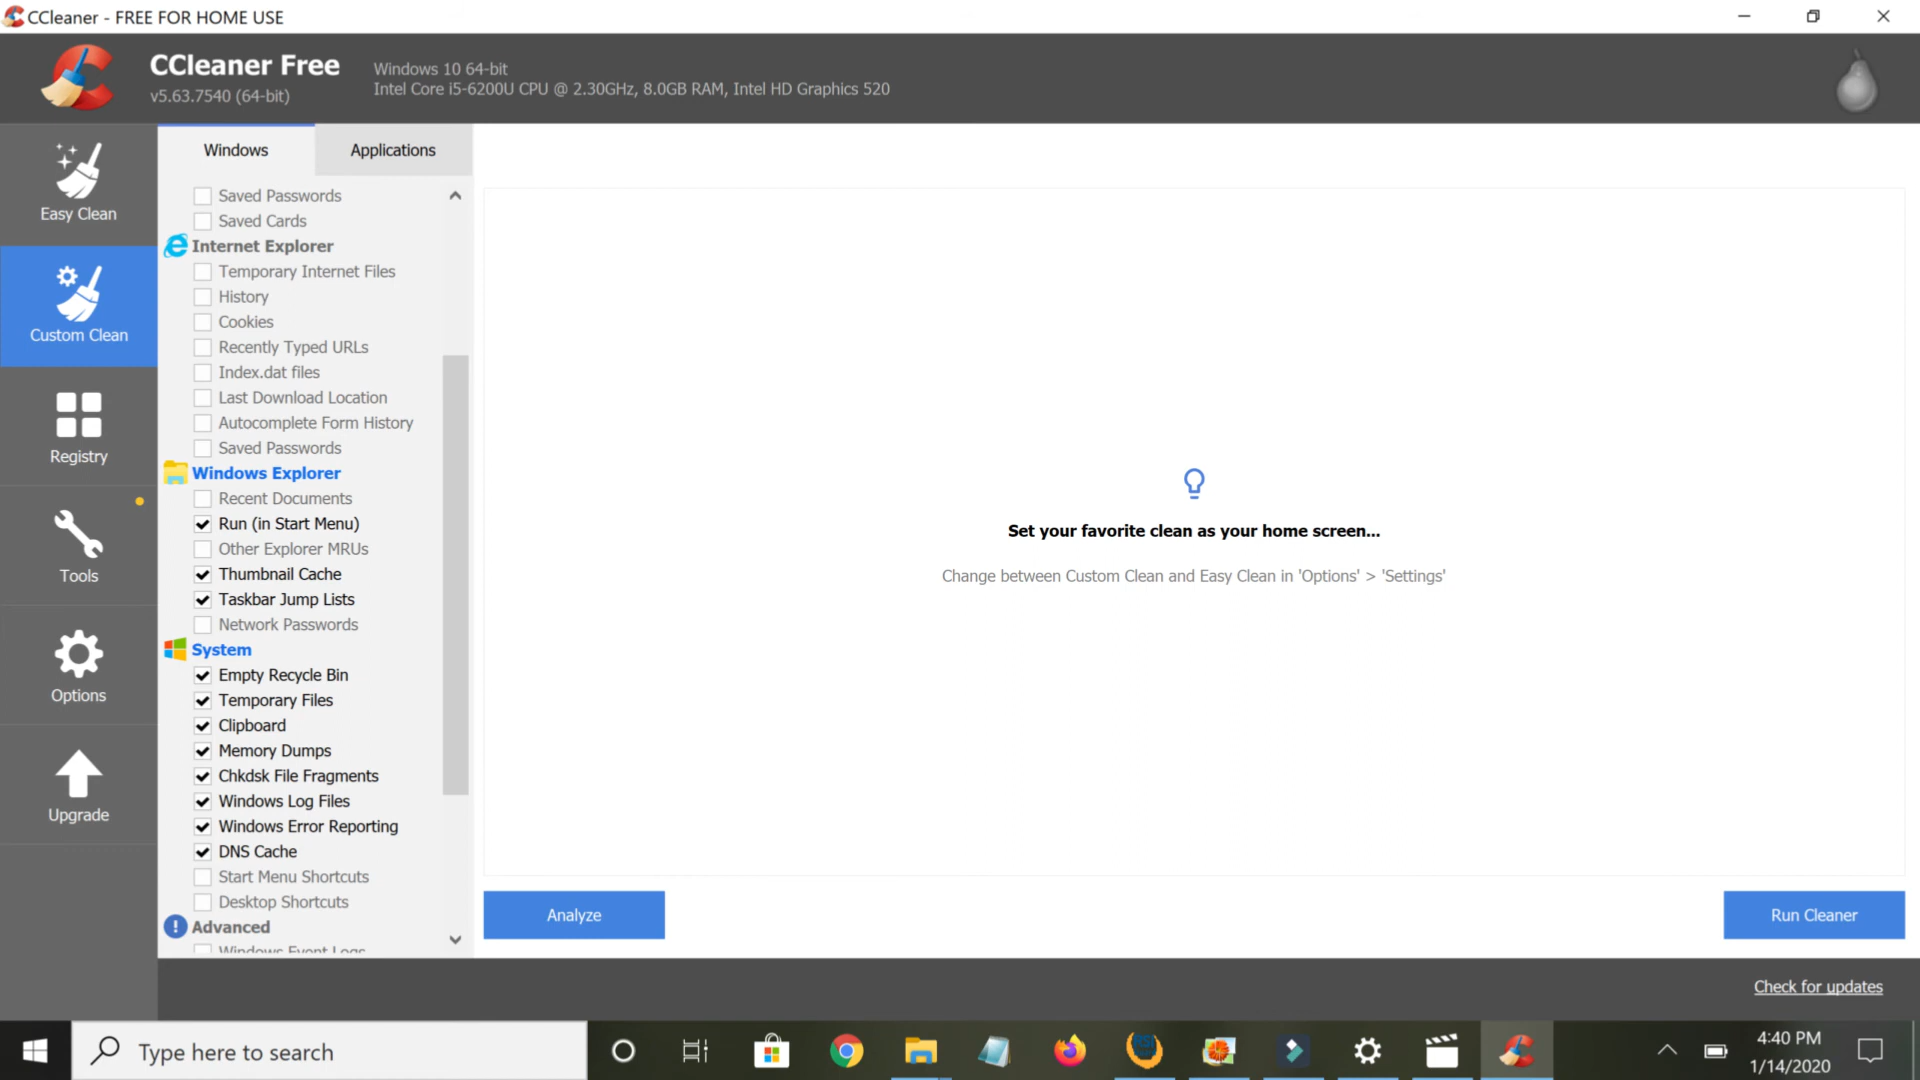 CCleaner - FREE FOR HOME USE
CCleaner Free
v5.63.7540 (64-bit)
Windows 10 64-bit
Intel Core i5-6200U CPU @ 2.30GHz, 8.0GB RAM, Intel HD Graphics 520
Easy Clean
Custom Clean
Registry
Tools
Options
Upgrade
Windows
Applications
Saved Passwords
Saved Cards
Internet Explorer
Temporary Internet Files
History
Cookies
Recently Typed URLs
Index.dat files
Last Download Location
Autocomplete Form History
Saved Passwords
Windows Explorer
Recent Documents
Run (in Start Menu)
Other Explorer MRUs
Thumbnail Cache
Taskbar Jump Lists
Network Passwords
System
Empty Recycle Bin
Temporary Files
Clipboard
Memory Dumps
Chkdsk File Fragments
Windows Log Files
Windows Error Reporting
DNS Cache
Start Menu Shortcuts
Desktop Shortcuts
Advanced
Windows Event Logs
Set your favorite clean as your home screen...
Change between Custom Clean and Easy Clean in 'Options' > 'Settings'
Analyze
Run Cleaner
Check for updates
Type here to search
4:40 PM
1/14/2020